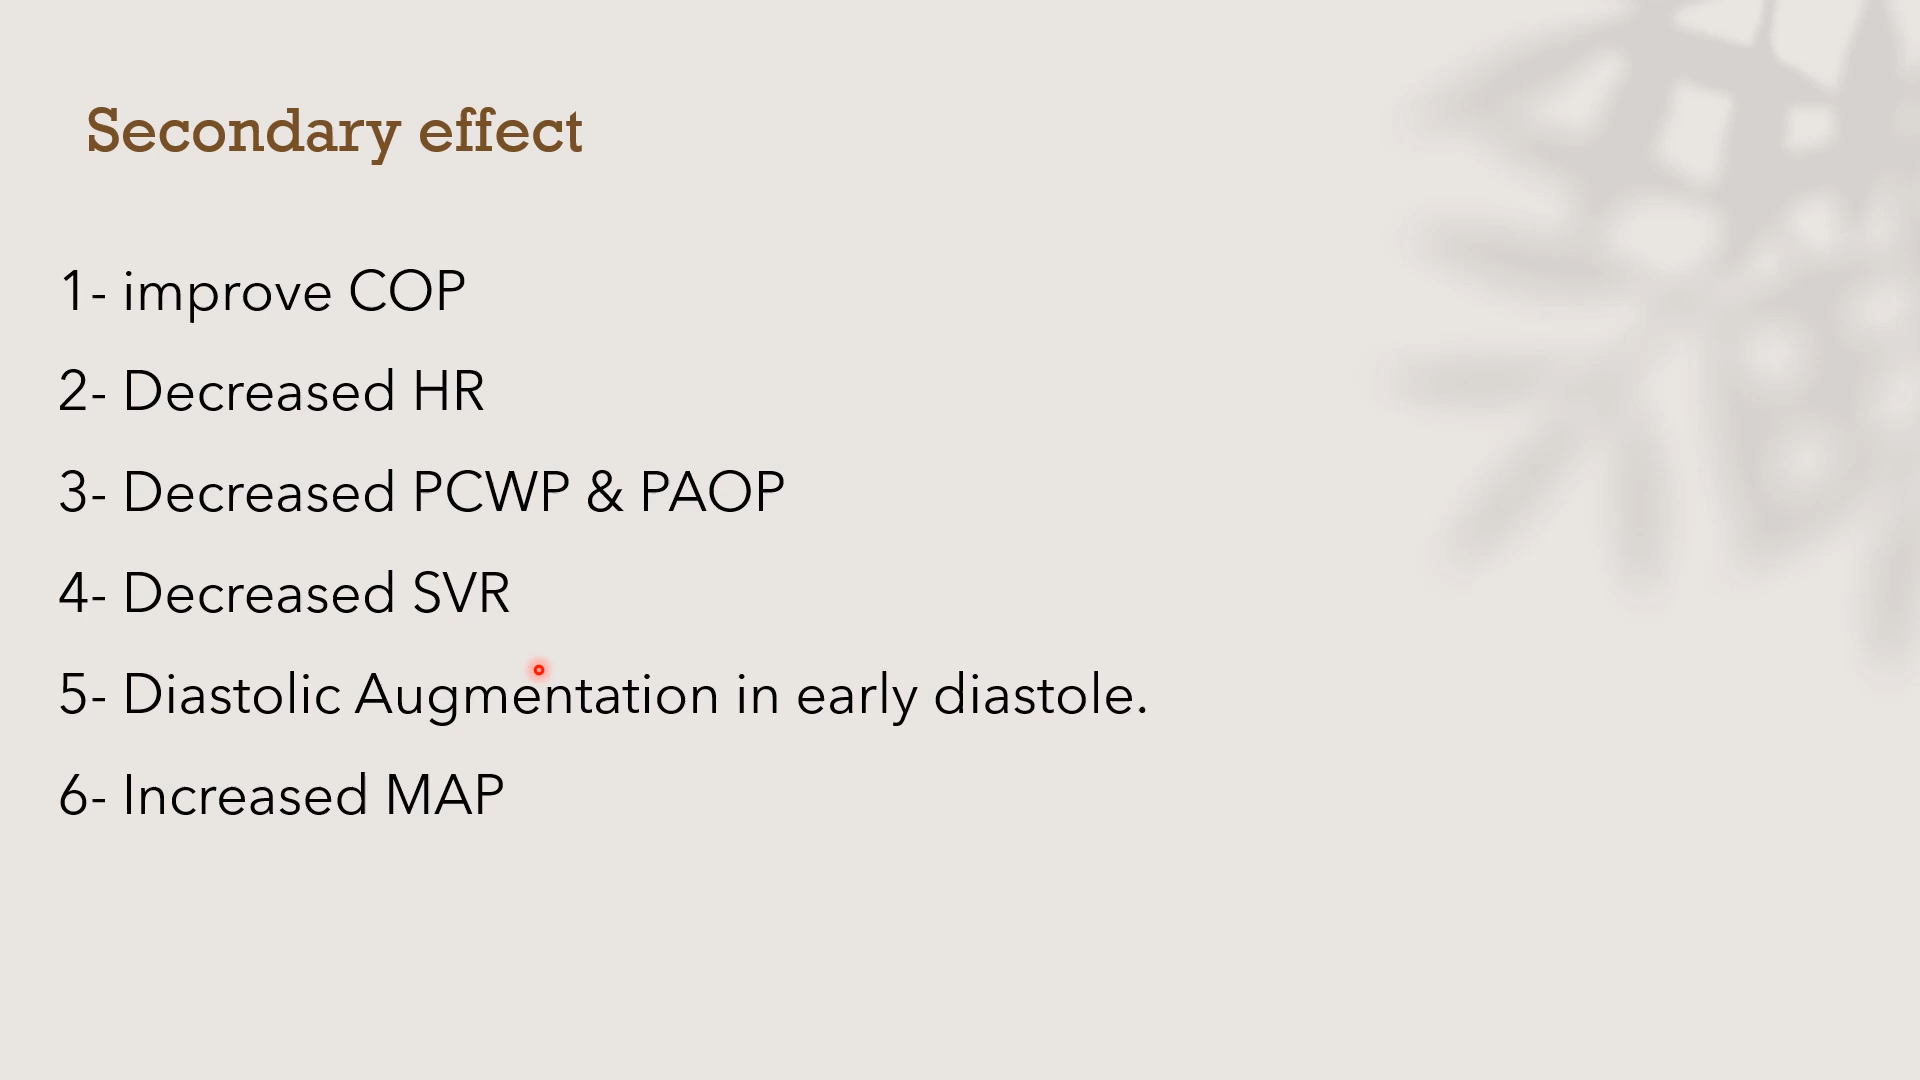 Secondary effect
1- improve COP
2- Decreased HR
3- Decreased PCWP & PAOP
4- Decreased SVR
5- Diastolic Augmentation in early diastole.
6- Increased MAP